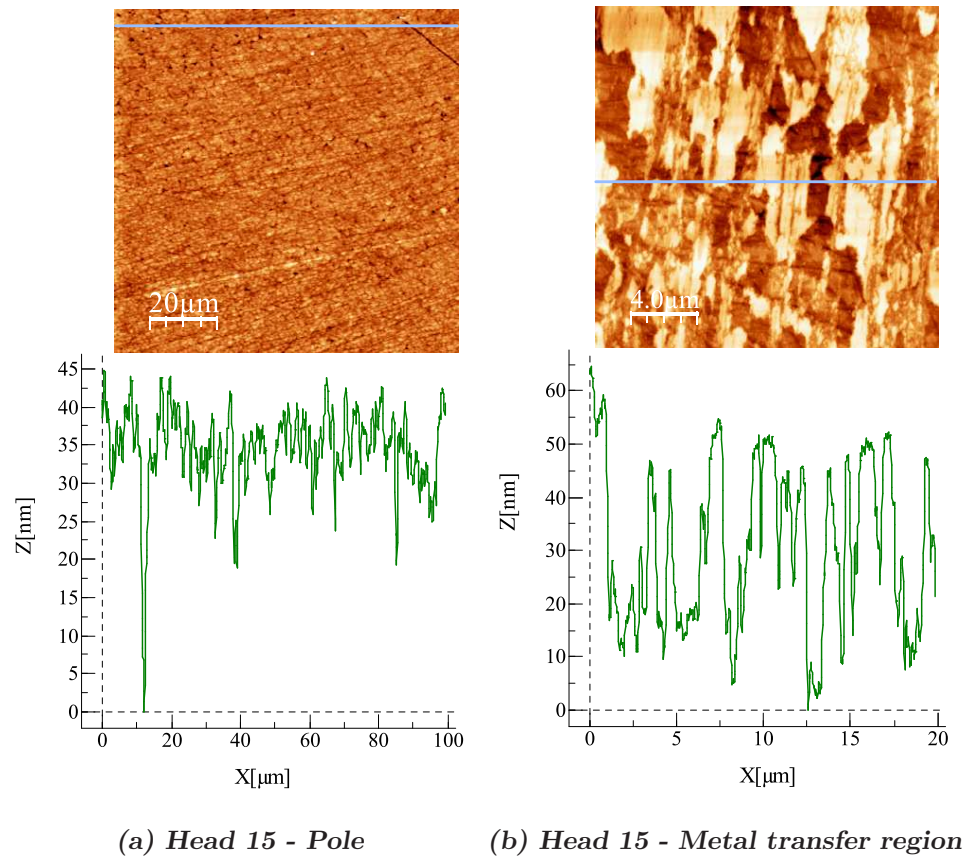 20μm
4.0μm
Z[nm]
45
40
35
30
25
20
15
10
5
0
0 20 40 60 80 100
X[μm]
Z[nm]
60
50
40
30
20
10
0
0 5 10 15 20
X[μm]
(a) Head 15 - Pole
(b) Head 15 - Metal transfer region